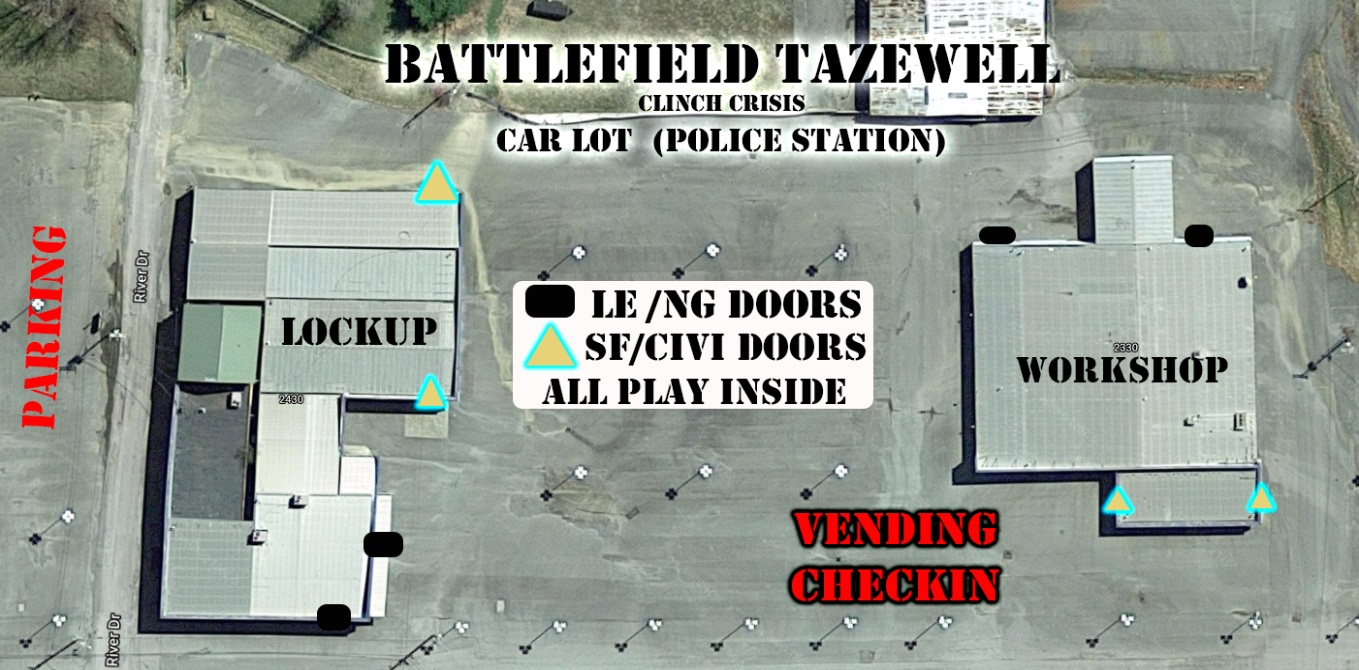 BATTLEFIELD TAZEWELL
CLINCH CRISIS
CAR LOT (POLICE STATION)
PARKING
River Dr
LOCKUP
2430
LE /NG DOORS
SF/CIVI DOORS
ALL PLAY INSIDE
2330
WORKSHOP
VENDING
CHECKIN
River Dr